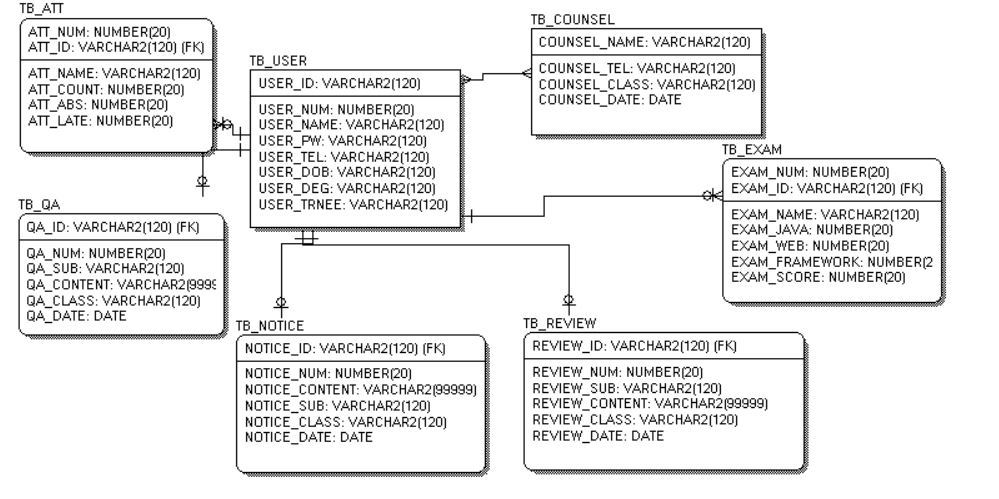 TB_ATT
ATT_NUM: NUMBER(20)
ATT_ID: VARCHAR2(120) (FK)
ATT_NAME: VARCHAR2(120)
ATT_COUNT: NUMBER(20)
ATT_ABS: NUMBER(20)
ATT_LATE: NUMBER(20)
TB_USER
USER_ID: VARCHAR2(120)
USER_NUM: NUMBER(20)
USER_NAME: VARCHAR2(120)
USER_PW: VARCHAR2(120)
USER_TEL: VARCHAR2(120)
USER_DOB: VARCHAR2(120)
USER_DEG: VARCHAR2(120)
USER_TRNEE: VARCHAR2(120)
TB_COUNSEL
COUNSEL_NAME: VARCHAR2(120)
COUNSEL_TEL: VARCHAR2(120)
COUNSEL_CLASS: VARCHAR2(120)
COUNSEL_DATE: DATE
TB_EXAM
EXAM_NUM: NUMBER(20)
EXAM_ID: VARCHAR2(120) (FK)
EXAM_NAME: VARCHAR2(120)
EXAM_JAVA: NUMBER(20)
EXAM_WEB: NUMBER(20)
EXAM_FRAMEWORK: NUMBER(2
EXAM_SCORE: NUMBER(20)
TB_QA
QA_ID: VARCHAR2(120) (FK)
QA_NUM: NUMBER(20)
QA_SUB: VARCHAR2(120)
QA_CONTENT: VARCHAR2(9999
QA_CLASS: VARCHAR2(120)
QA_DATE: DATE
TB_NOTICE
NOTICE_ID: VARCHAR2(120) (FK)
NOTICE_NUM: NUMBER(20)
NOTICE_CONTENT: VARCHAR2(99999)
NOTICE_SUB: VARCHAR2(120)
NOTICE_CLASS: VARCHAR2(120)
NOTICE_DATE: DATE
TB_REVIEW
REVIEW_ID: VARCHAR2(120) (FK)
REVIEW_NUM: NUMBER(20)
REVIEW_SUB: VARCHAR2(120)
REVIEW_CONTENT: VARCHAR2(99999)
REVIEW_CLASS: VARCHAR2(120)
REVIEW_DATE: DATE